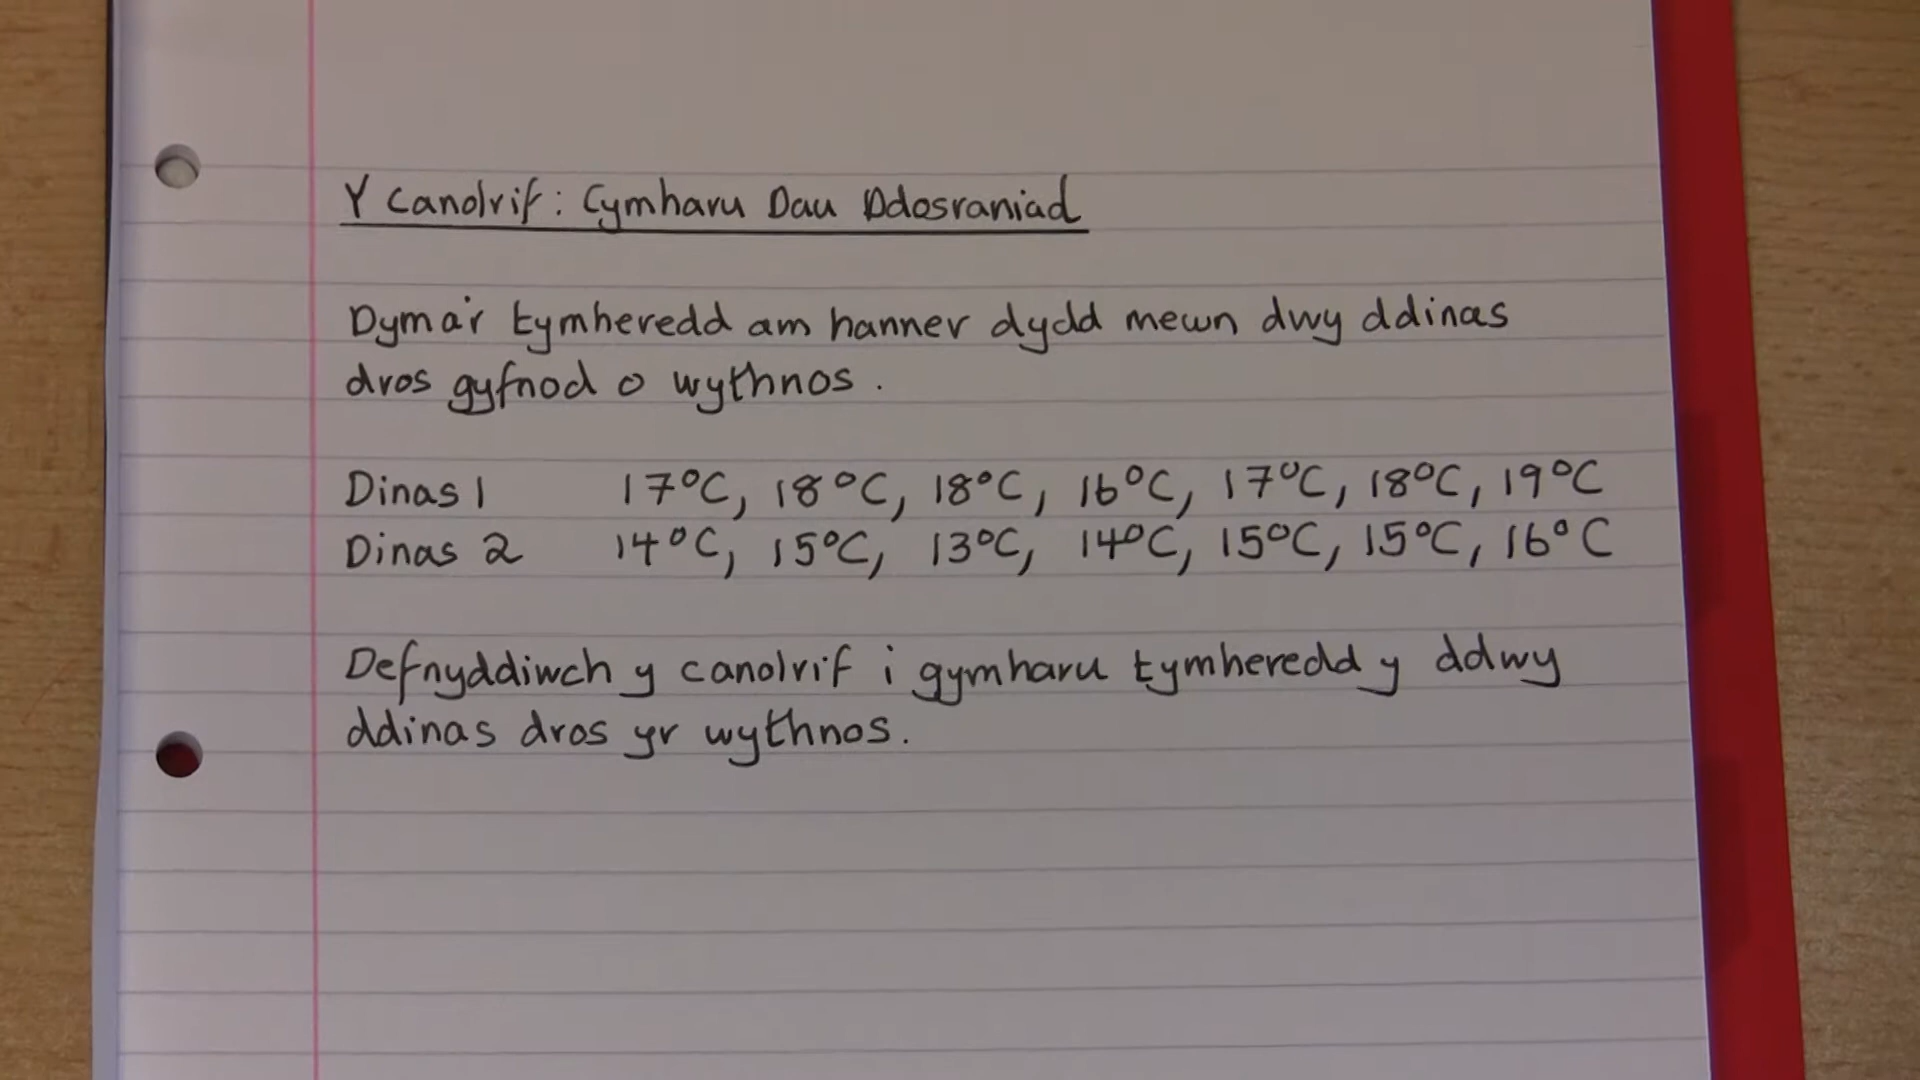 Y Canolrif: Cymharu Dau Ddosraniad
Dyma'r tymheredd am hanner dydd mewn dwy ddinas
dros gyfnod o wythnos.
Dinas 1 17°C, 18°C, 18°C, 16°C, 17°C, 18°C, 19°C
Dinas 2 14°C, 15°C, 13°C, 14°C, 15°C, 15°C, 16°C
Defnyddiwch y canolrif i gymharu tymheredd y ddwy
ddinas dros yr wythnos.